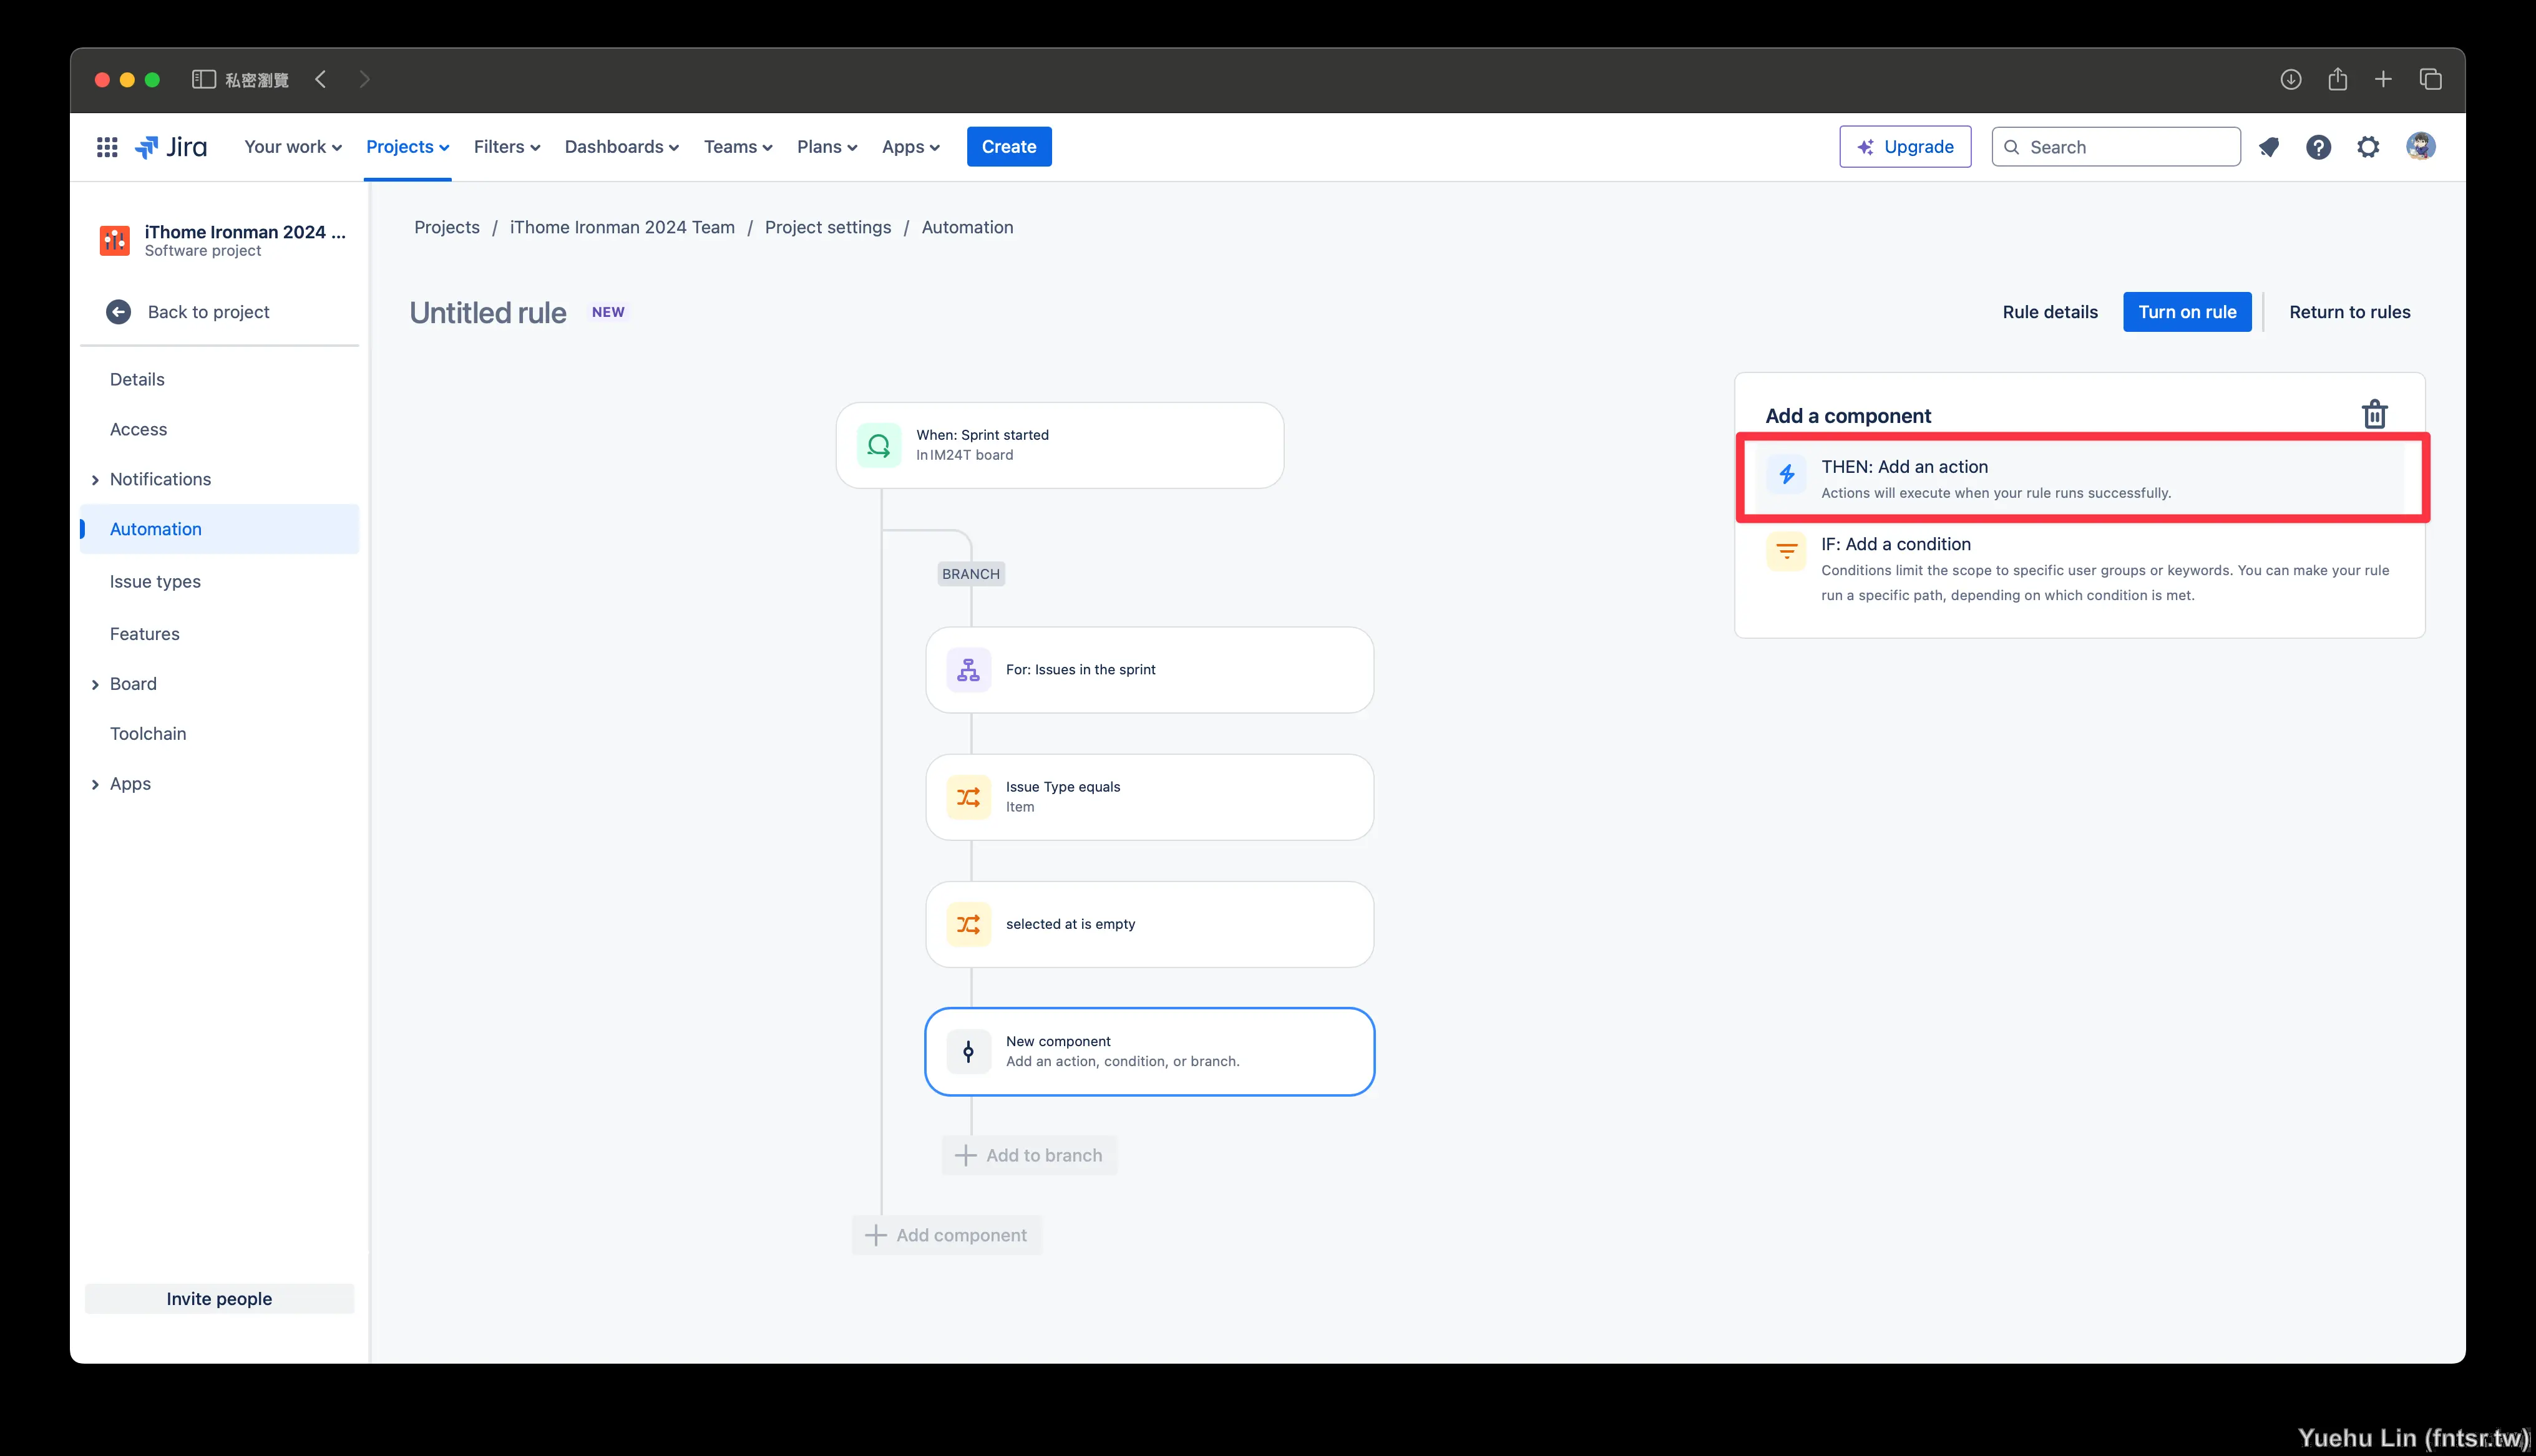 私密瀏覽
Jira
Your work
Projects
Filters
Dashboards
Teams
Plans
Apps
Create
Upgrade
Search
iThome Ironman 2024 ...
Software project
Back to project
Details
Access
Notifications
Automation
Issue types
Features
Board
Toolchain
Apps
Invite people
Projects / iThome Ironman 2024 Team / Project settings / Automation
Untitled rule NEW
Rule details
Turn on rule
Return to rules
When: Sprint started
In IM24T board
BRANCH
For: Issues in the sprint
Issue Type equals
Item
selected at is empty
New component
Add an action, condition, or branch.
Add to branch
Add component
Add a component
THEN: Add an action
Actions will execute when your rule runs successfully.
IF: Add a condition
Conditions limit the scope to specific user groups or keywords. You can make your rule
run a specific path, depending on which condition is met.
Yuehu Lin (fntsr.tw)